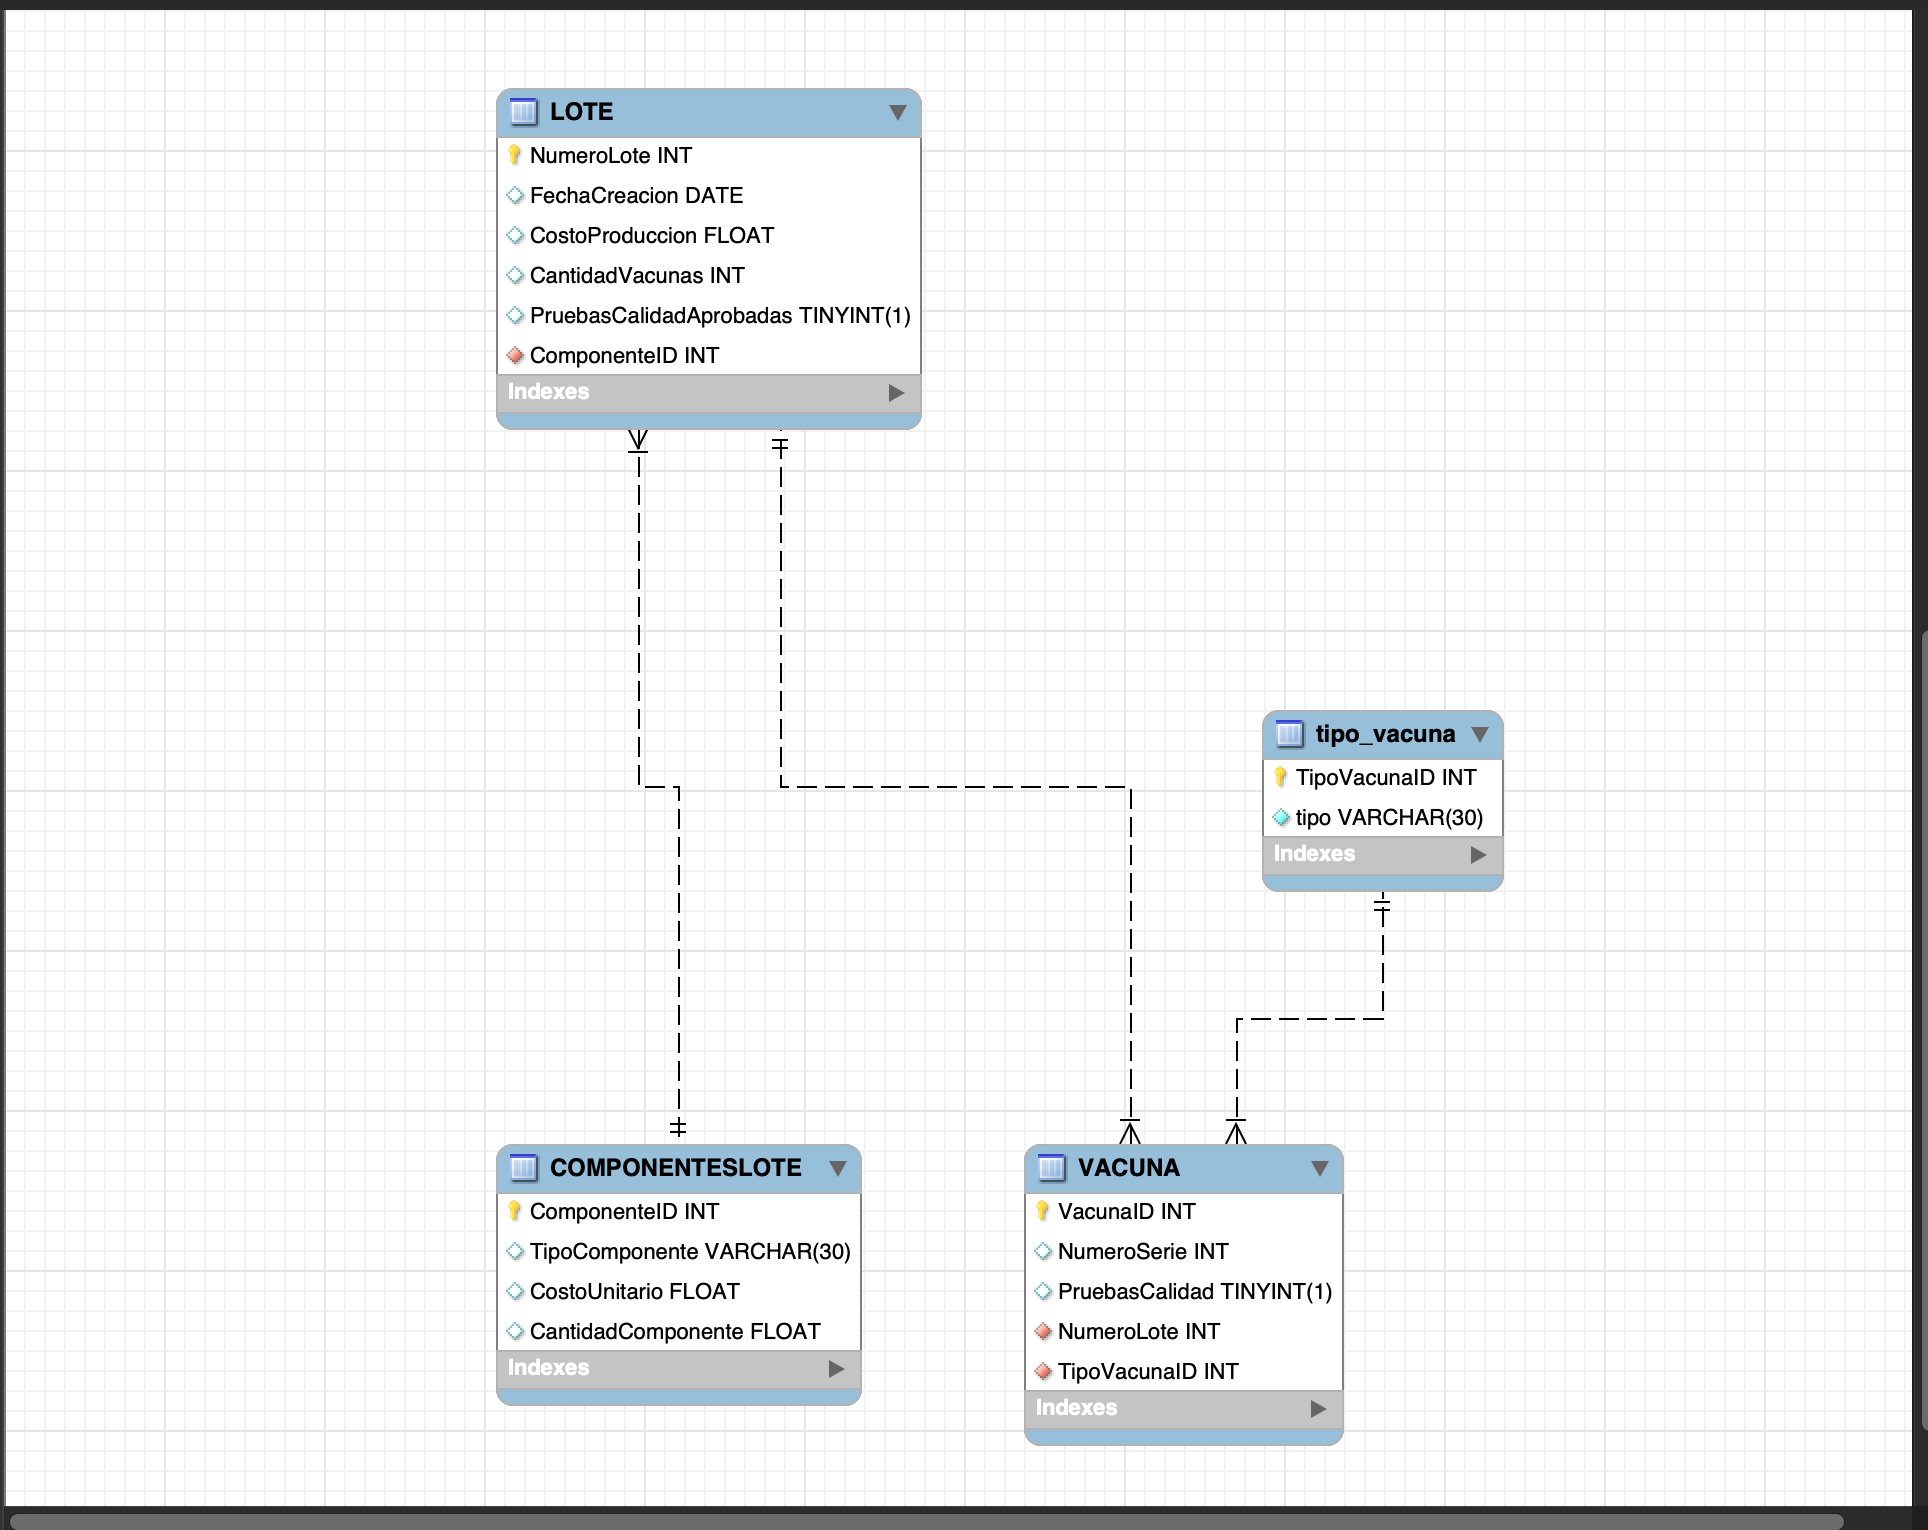 LOTE
NumeroLote INT
FechaCreacion DATE
CostoProduccion FLOAT
CantidadVacunas INT
PruebasCalidadAprobadas TINYINT(1)
ComponenteID INT
Indexes
tipo_vacuna
TipoVacunaID INT
tipo VARCHAR(30)
Indexes
COMPONENTESLOTE
ComponenteID INT
TipoComponente VARCHAR(30)
CostoUnitario FLOAT
CantidadComponente FLOAT
Indexes
VACUNA
VacunaID INT
NumeroSerie INT
PruebasCalidad TINYINT(1)
NumeroLote INT
TipoVacunaID INT
Indexes